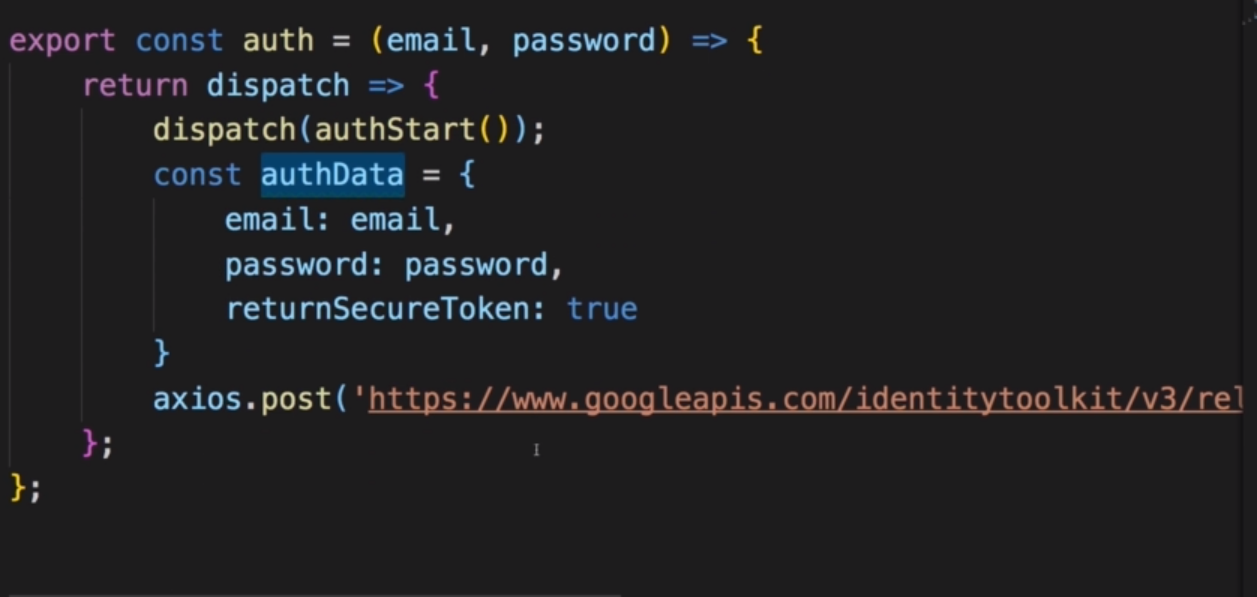 export const auth = (email, password) => {
return dispatch => {
dispatch(authStart());
const authData = {
email: email,
password: password,
returnSecureToken: true
}
axios.post('https://www.googleapis.com/identitytoolkit/v3/rel
};
};